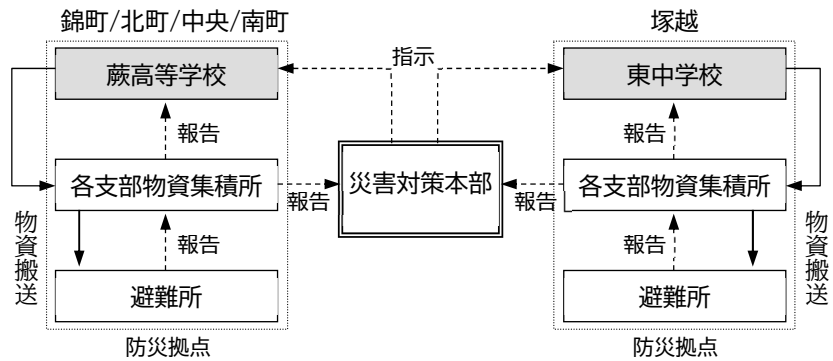 錦町/北町/中央/南町
塚越
指示
蕨高等学校
東中学校
報告
報告
各支部物資集積所
災害対策本部
各支部物資集積所
報告
報告
物資搬送
報告
報告
物資搬送
避難所
避難所
防災拠点
防災拠点